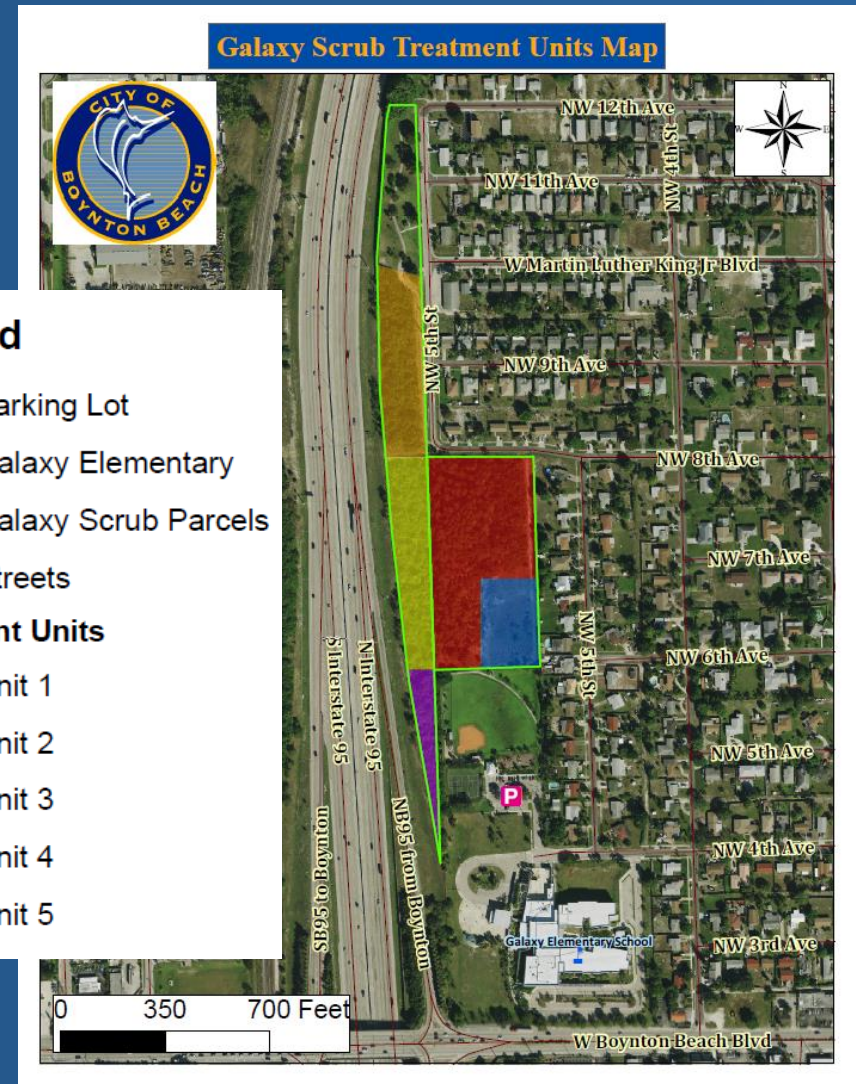 Galaxy Scrub Treatment Units Map
CITY OF
BOYNTON BEACH
N
W E
S
NW 12th Ave
NW 4th St
NW 11th Ave
W Martin Luther King Jr Blvd
NW 5th St
NW 9th Ave
NW 8th Ave
NW 7th Ave
NW 5th St
NW 6th Ave
NW 5th Ave
NW 4th Ave
NW 3rd Ave
S Interstate 95
N Interstate 95
SB95 to Boynton
NB95 from Boynton
P
Galaxy Elementary School
W Boynton Beach Blvd
d
arking Lot
alaxy Elementary
alaxy Scrub Parcels
treets
nt Units
nit 1
nit 2
nit 3
nit 4
nit 5
0 350 700 Feet